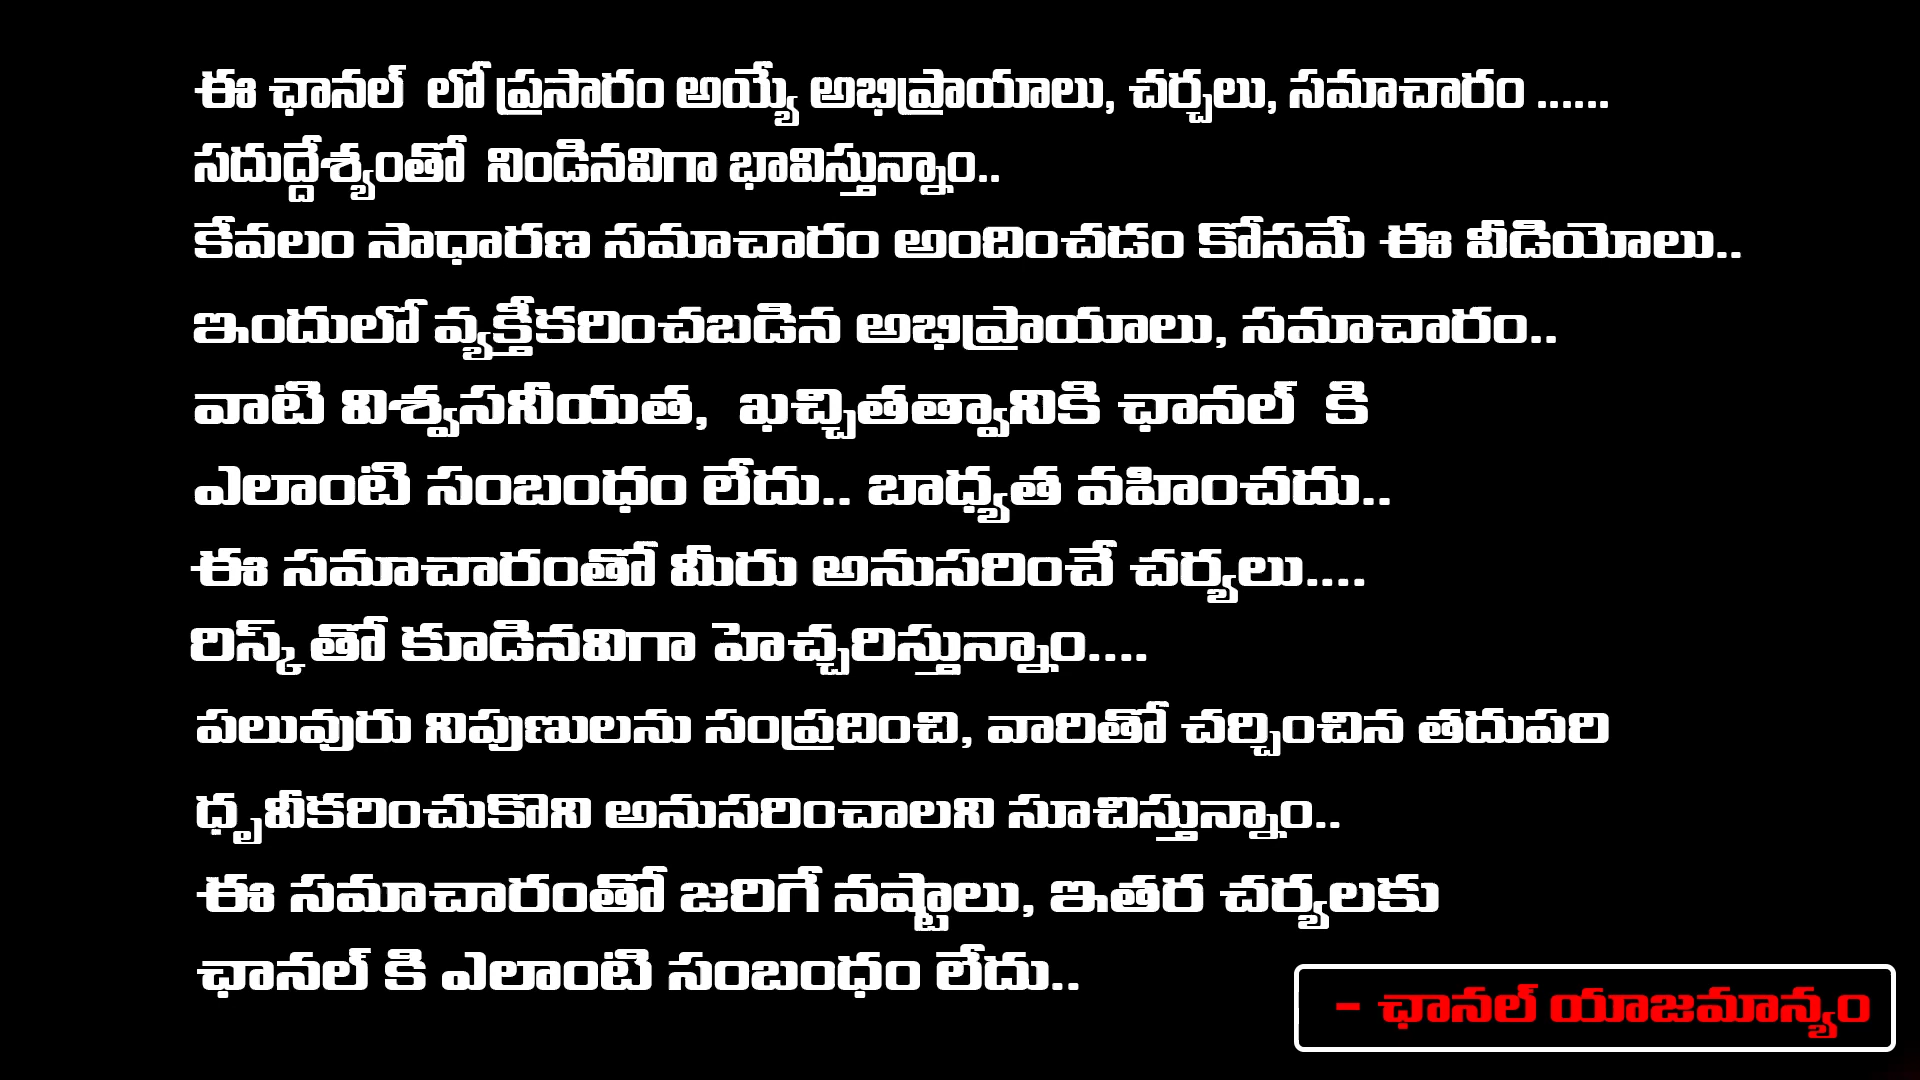 ఈ ఛానల్ లో ప్రసారం అయ్యే అభిప్రాయాలు, చర్చలు, సమాచారం ......
సదుద్దేశ్యంతో నిండినవిగా భావిస్తున్నాం..
కేవలం సాధారణ సమాచారం అందించడం కోసమే ఈ వీడియోలు..
ఇందులో వ్యక్తీకరించబడిన అభిప్రాయాలు, సమాచారం..
వాటి విశ్వసనీయత, ఖచ్చితత్వానికి ఛానల్ కి
ఎలాంటి సంబంధం లేదు.. బాధ్యత వహించదు..
ఈ సమాచారంతో మీరు అనుసరించే చర్యలు....
రిస్క్ తో కూడినవిగా హెచ్చరిస్తున్నాం....
పలువురు నిపుణులను సంప్రదించి, వారితో చర్చించిన తదుపరి
ధృవీకరించుకొని అనుసరించాలని సూచిస్తున్నాం..
ఈ సమాచారంతో జరిగే నష్టాలు, ఇతర చర్యలకు
ఛానల్ కి ఎలాంటి సంబంధం లేదు..
- ఛానల్ యాజమాన్యం